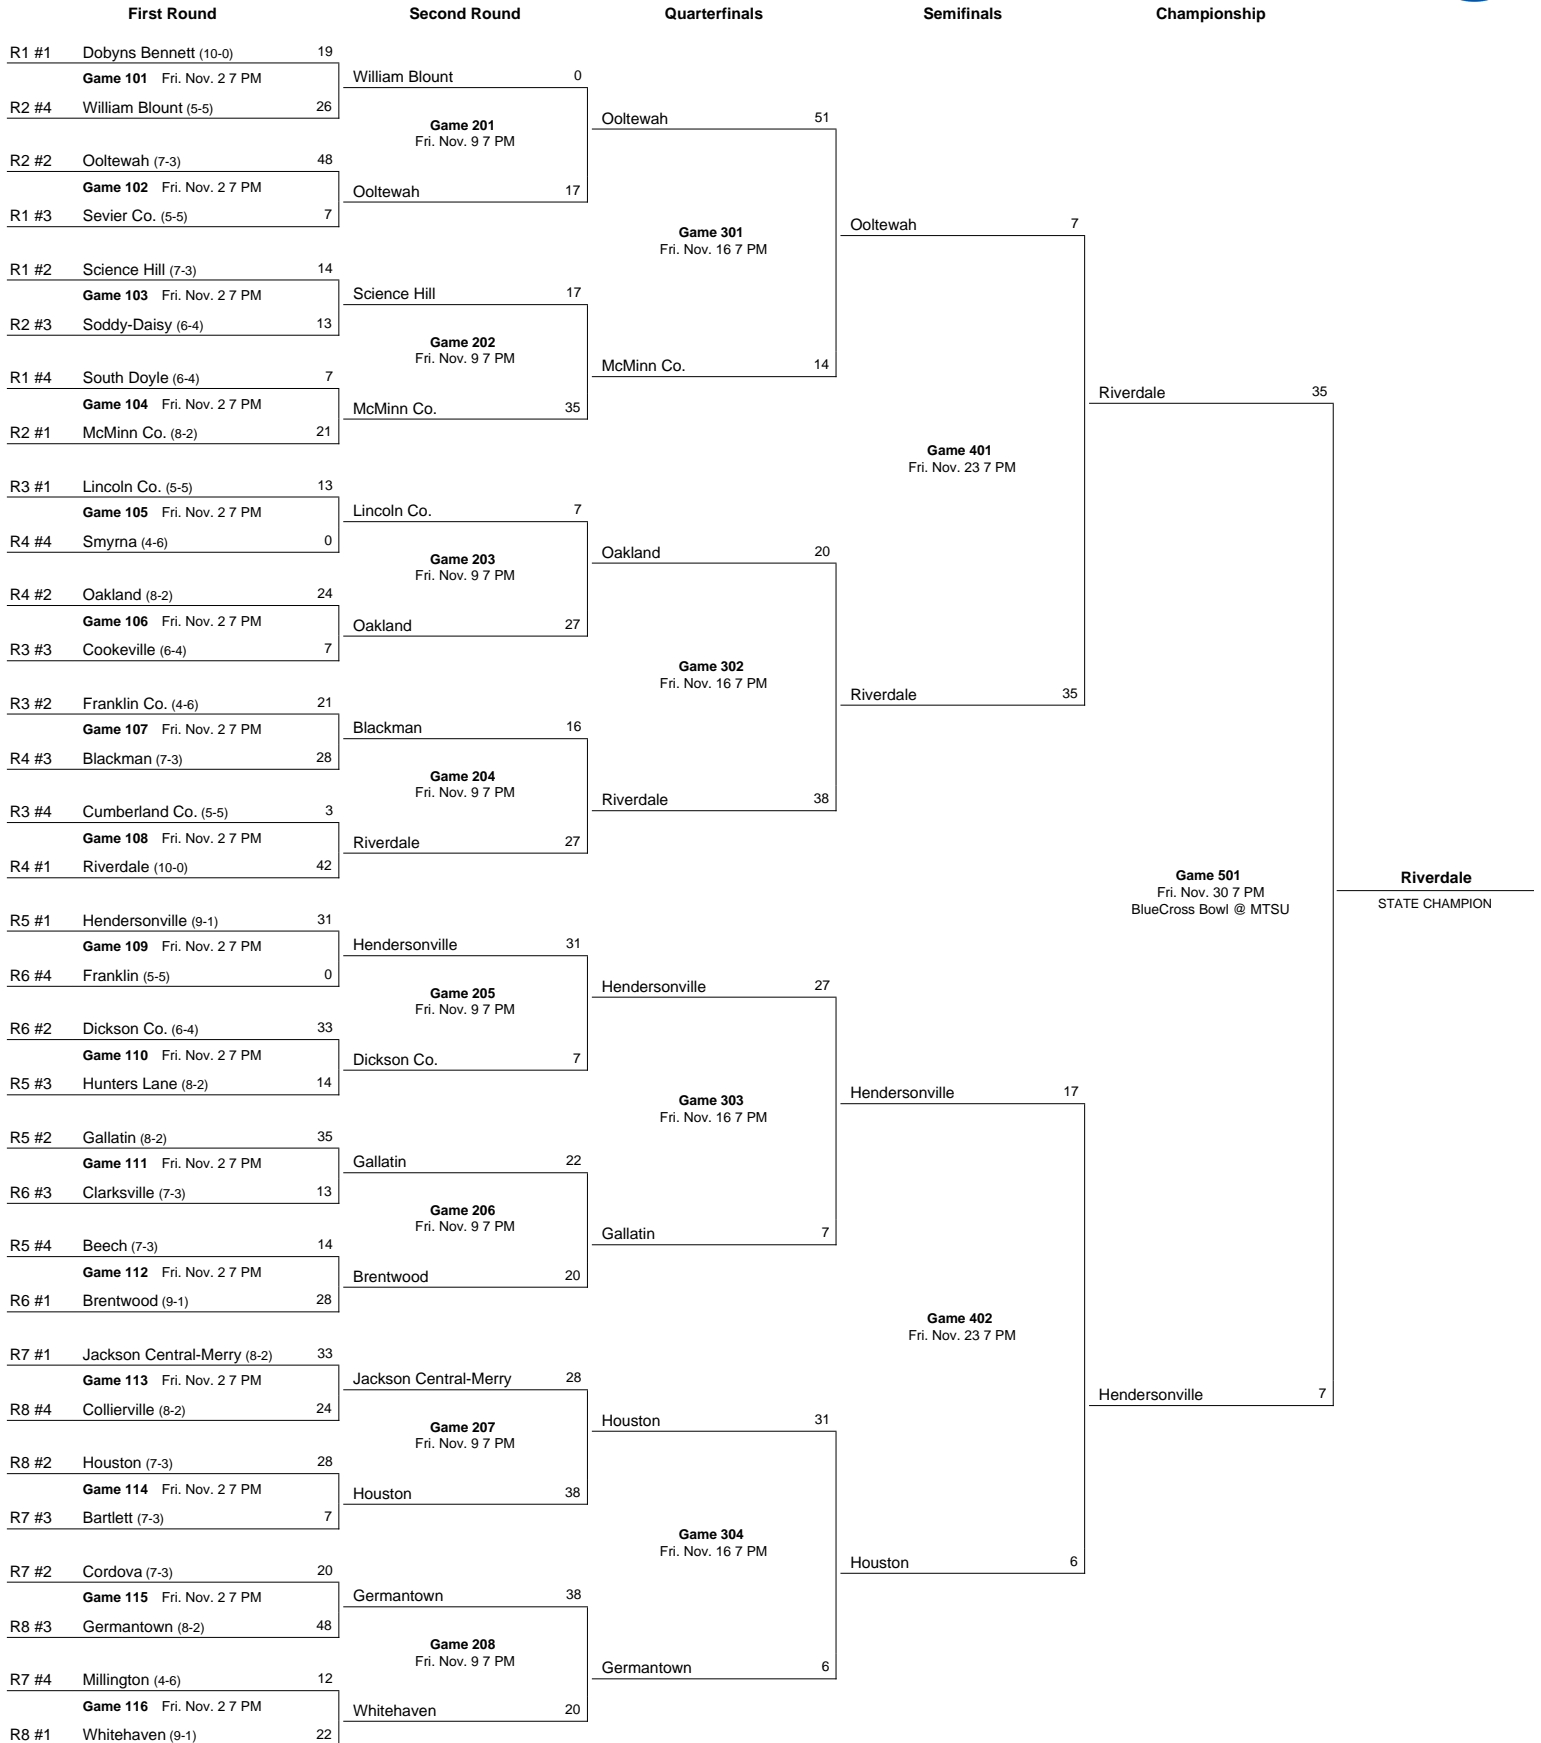 First Round Second Round Quarterfinals Semifinals Championship
R1 #1 Dobyns Bennett (10-0) 19
Game 101 Fri. Nov. 2 7 PM
R2 #4 William Blount (5-5) 26
R2 #2 Ooltewah (7-3) 48
Game 102 Fri. Nov. 2 7 PM
R1 #3 Sevier Co. (5-5) 7
R1 #2 Science Hill (7-3) 14
Game 103 Fri. Nov. 2 7 PM
R2 #3 Soddy-Daisy (6-4) 13
R1 #4 South Doyle (6-4) 7
Game 104 Fri. Nov. 2 7 PM
R2 #1 McMinn Co. (8-2) 21
R3 #1 Lincoln Co. (5-5) 13
Game 105 Fri. Nov. 2 7 PM
R4 #4 Smyrna (4-6) 0
R4 #2 Oakland (8-2) 24
Game 106 Fri. Nov. 2 7 PM
R3 #3 Cookeville (6-4) 7
R3 #2 Franklin Co. (4-6) 21
Game 107 Fri. Nov. 2 7 PM
R4 #3 Blackman (7-3) 28
R3 #4 Cumberland Co. (5-5) 3
Game 108 Fri. Nov. 2 7 PM
R4 #1 Riverdale (10-0) 42
R5 #1 Hendersonville (9-1) 31
Game 109 Fri. Nov. 2 7 PM
R6 #4 Franklin (5-5) 0
R6 #2 Dickson Co. (6-4) 33
Game 110 Fri. Nov. 2 7 PM
R5 #3 Hunters Lane (8-2) 14
R5 #2 Gallatin (8-2) 35
Game 111 Fri. Nov. 2 7 PM
R6 #3 Clarksville (7-3) 13
R5 #4 Beech (7-3) 14
Game 112 Fri. Nov. 2 7 PM
R6 #1 Brentwood (9-1) 28
R7 #1 Jackson Central-Merry (8-2) 33
Game 113 Fri. Nov. 2 7 PM
R8 #4 Collierville (8-2) 24
R8 #2 Houston (7-3) 28
Game 114 Fri. Nov. 2 7 PM
R7 #3 Bartlett (7-3) 7
R7 #2 Cordova (7-3) 20
Game 115 Fri. Nov. 2 7 PM
R8 #3 Germantown (8-2) 48
R7 #4 Millington (4-6) 12
Game 116 Fri. Nov. 2 7 PM
R8 #1 Whitehaven (9-1) 22
William Blount 0
Game 201
Fri. Nov. 9 7 PM
Ooltewah 17
Science Hill 17
Game 202
Fri. Nov. 9 7 PM
McMinn Co. 35
Lincoln Co. 7
Game 203
Fri. Nov. 9 7 PM
Oakland 27
Blackman 16
Game 204
Fri. Nov. 9 7 PM
Riverdale 27
Hendersonville 31
Game 205
Fri. Nov. 9 7 PM
Dickson Co. 7
Gallatin 22
Game 206
Fri. Nov. 9 7 PM
Brentwood 20
Jackson Central-Merry 28
Game 207
Fri. Nov. 9 7 PM
Houston 38
Germantown 38
Game 208
Fri. Nov. 9 7 PM
Whitehaven 20
Ooltewah 51
Game 301
Fri. Nov. 16 7 PM
McMinn Co. 14
Oakland 20
Game 302
Fri. Nov. 16 7 PM
Riverdale 38
Hendersonville 27
Game 303
Fri. Nov. 16 7 PM
Gallatin 7
Houston 31
Game 304
Fri. Nov. 16 7 PM
Germantown 6
Ooltewah 7
Game 401
Fri. Nov. 23 7 PM
Riverdale 35
Hendersonville 17
Game 402
Fri. Nov. 23 7 PM
Houston 6
Riverdale 35
Game 501
Fri. Nov. 30 7 PM
BlueCross Bowl @ MTSU
Hendersonville 7
Riverdale
STATE CHAMPION